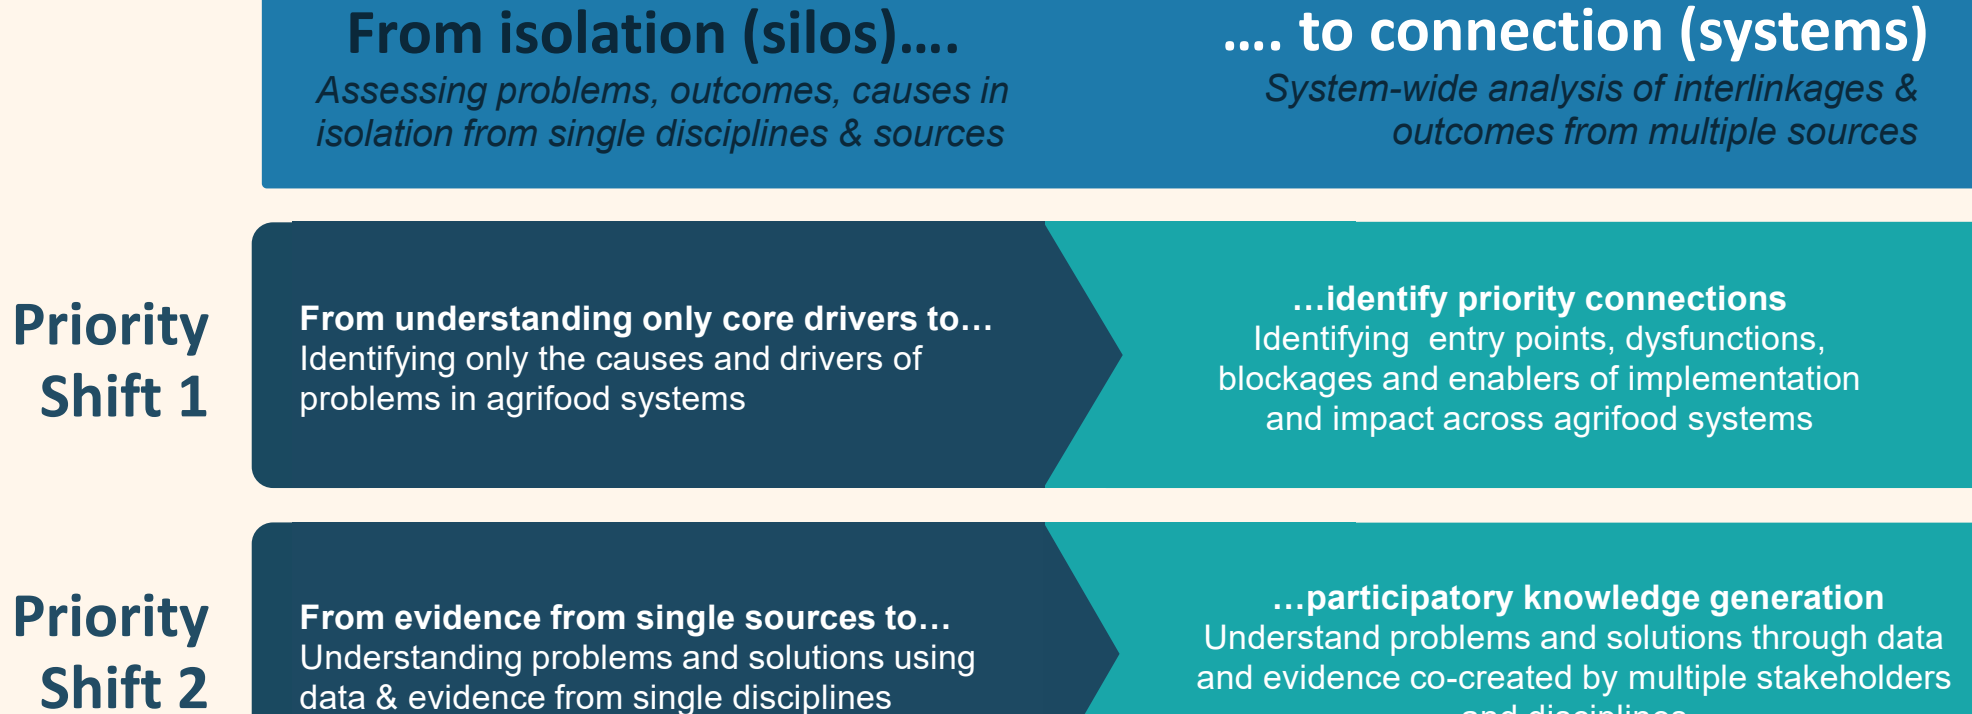 From isolation (silos)....
Assessing problems, outcomes, causes in
isolation from single disciplines & sources
.... to connection (systems)
System-wide analysis of interlinkages &
outcomes from multiple sources
Priority
Shift 1
From understanding only core drivers to…
Identifying only the causes and drivers of
problems in agrifood systems
…identify priority connections
Identifying  entry points, dysfunctions,
blockages and enablers of implementation
and impact across agrifood systems
Priority
Shift 2
From evidence from single sources to…
Understanding problems and solutions using
data & evidence from single disciplines
…participatory knowledge generation
Understand problems and solutions through data
and evidence co-created by multiple stakeholders
and disciplines